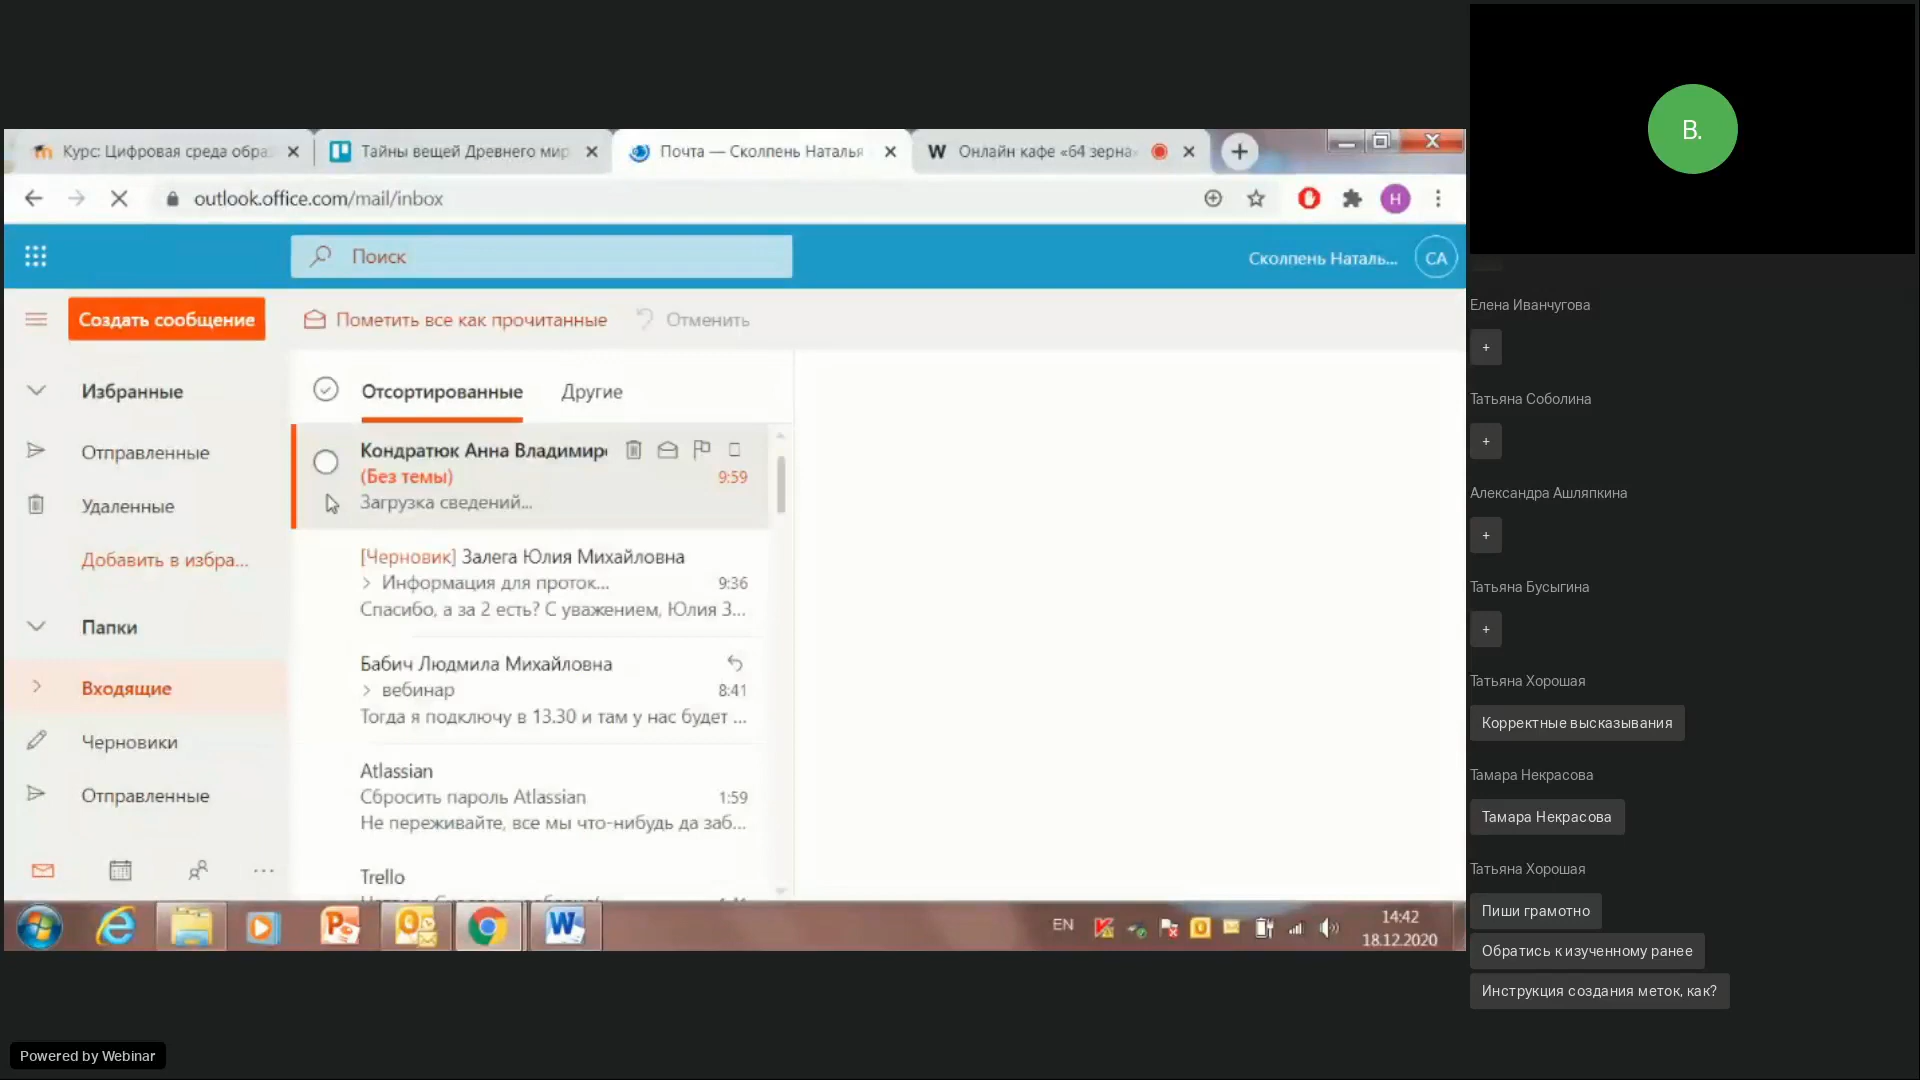 Курс: Цифровая среда обра
Тайны вещей Древнего мир
Почта — Сколпень Наталья
W Онлайн кафе «64 зерна»
outlook.office.com/mail/inbox
H
Поиск
Сколпень Наталь...
CA
Создать сообщение
Пометить все как прочитанные
Отменить
Избранные
Отправленные
Удаленные
Добавить в избра...
Папки
Входящие
Черновики
Отправленные
Отсортированные
Другие
Кондратюк Анна Владимир
(Без темы)
9:59
Загрузка сведений...
[Черновик] Залега Юлия Михайловна
Информация для проток...
9:36
Спасибо, а за 2 есть? С уважением, Юлия З...
Бабич Людмила Михайловна
вебинар
8:41
Тогда я подключу в 13.30 и там у нас будет ...
Atlassian
Сбросить пароль Atlassian
1:59
Не переживайте, все мы что-нибудь да заб...
Trello
EN
14:42
18.12.2020
В.
Елена Иванчугова
+
Татьяна Соболина
+
Александра Ашляпкина
+
Татьяна Бусыгина
+
Татьяна Хорошая
Корректные высказывания
Тамара Некрасова
Тамара Некрасова
Татьяна Хорошая
Пиши грамотно
Обратись к изученному ранее
Инструкция создания меток, как?
Powered by Webinar